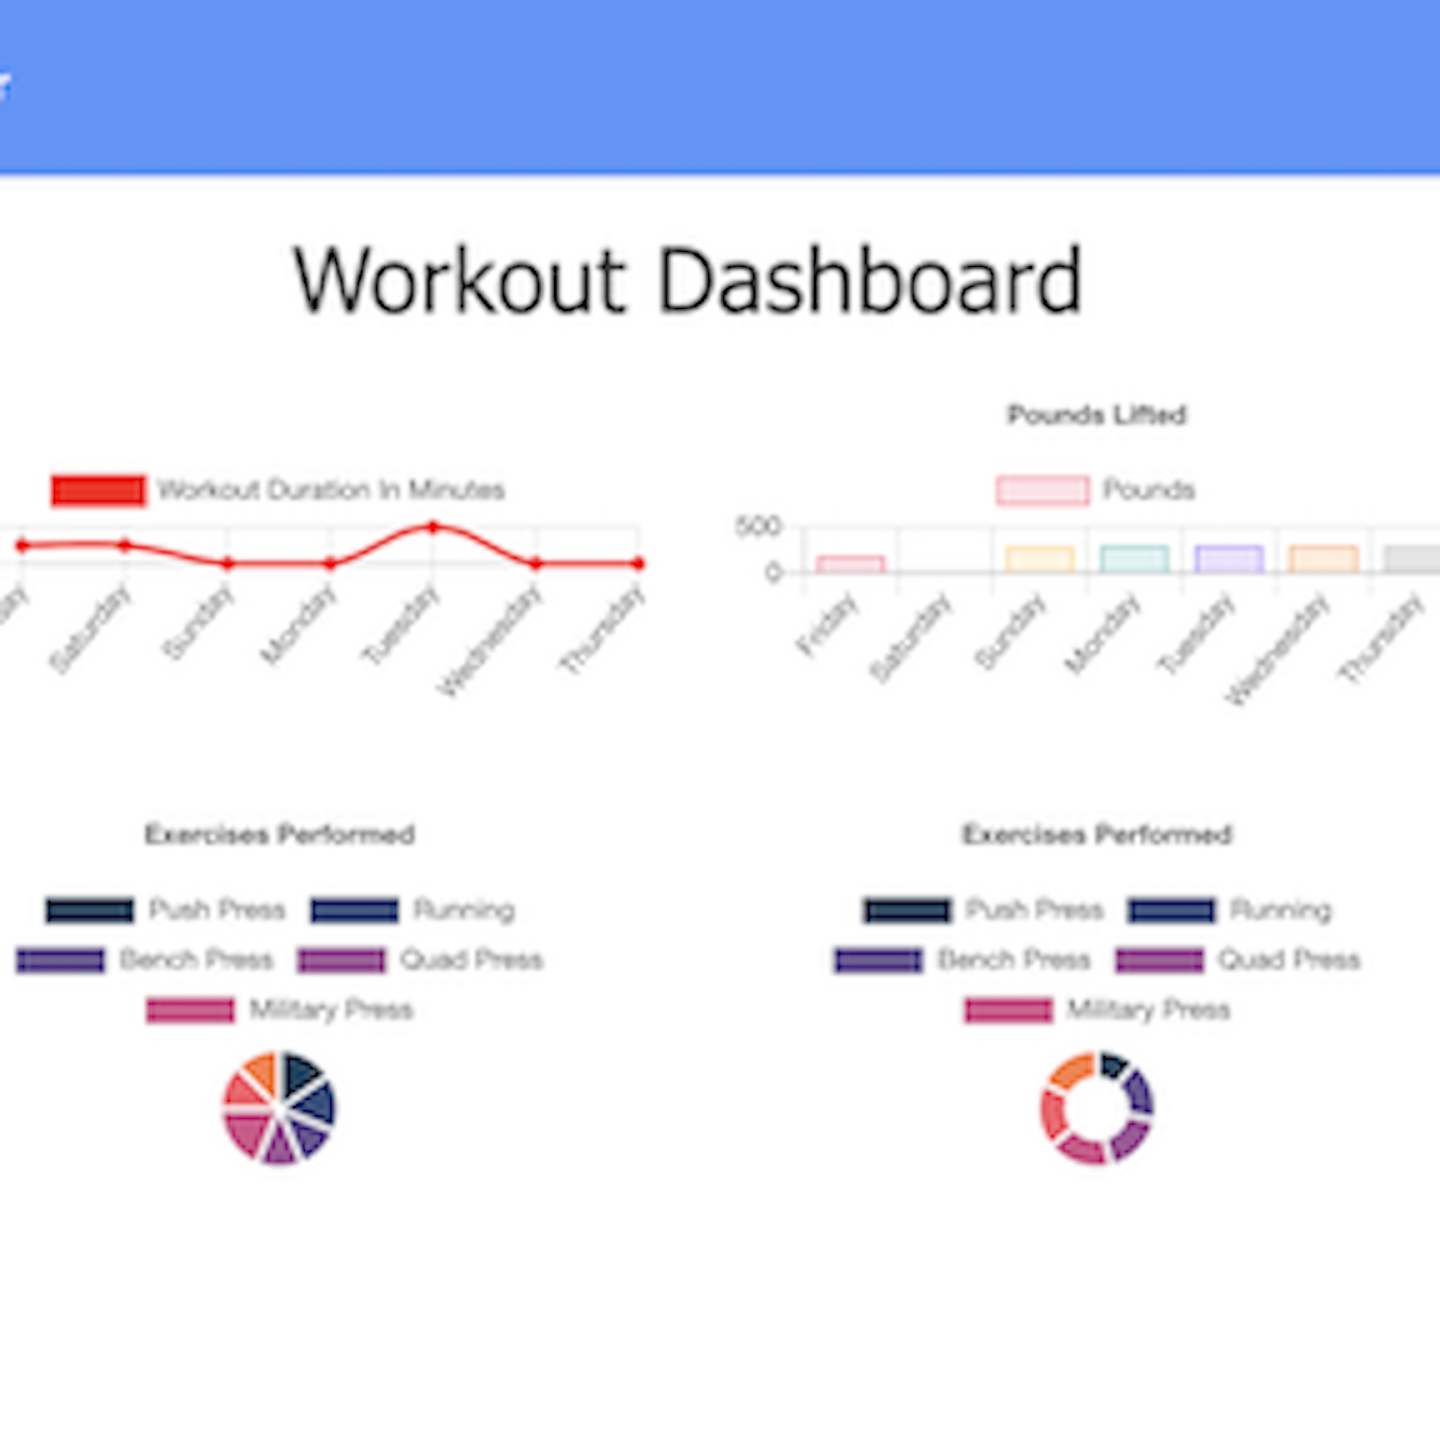 Workout Dashboard
Workout Duration In Minutes
Saturday
Sunday
Monday
Tuesday
Wednesday
Thursday
Pounds Lifted
Pounds
500
0
Friday
Saturday
Sunday
Monday
Tuesday
Wednesday
Thursday
Exercises Performed
Push Press Running
Bench Press Quad Press
Military Press
Exercises Performed
Push Press Running
Bench Press Quad Press
Military Press